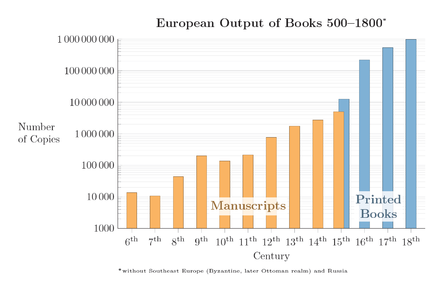 European Output of Books 500–1800*
1 000 000 000
100 000 000
10 000 000
1 000 000
100 000
10 000
1000
Number
of Copies
Manuscripts
Printed
Books
6th 7th 8th 9th 10th 11th 12th 13th 14th 15th 16th 17th 18th
Century
*without Southeast Europe (Byzantine, later Ottoman realm) and Russia